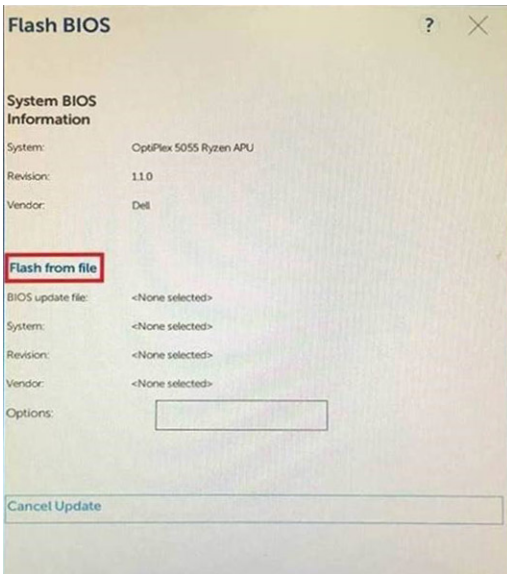 Flash BIOS ?
System BIOS
Information
System: OptiPlex 5055 Ryzen APU
Revision: 1.1.0
Vendor: Dell
Flash from file
BIOS update file: <None selected>
System: <None selected>
Revision: <None selected>
Vendor: <None selected>
Options:
Cancel Update